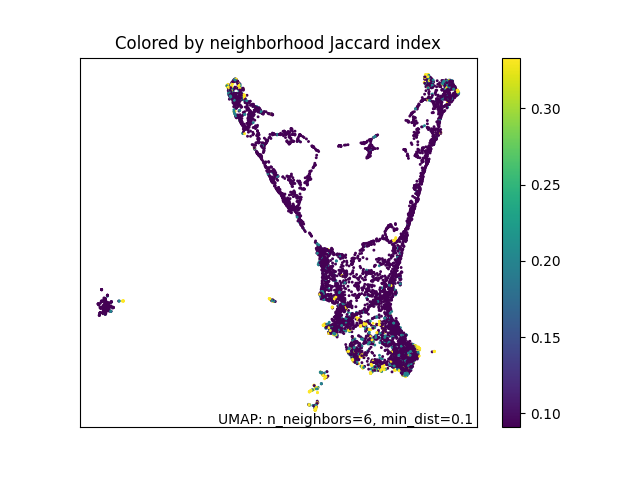 Colored by neighborhood Jaccard index
0.30
0.25
0.20
0.15
0.10
UMAP: n_neighbors=6, min_dist=0.1